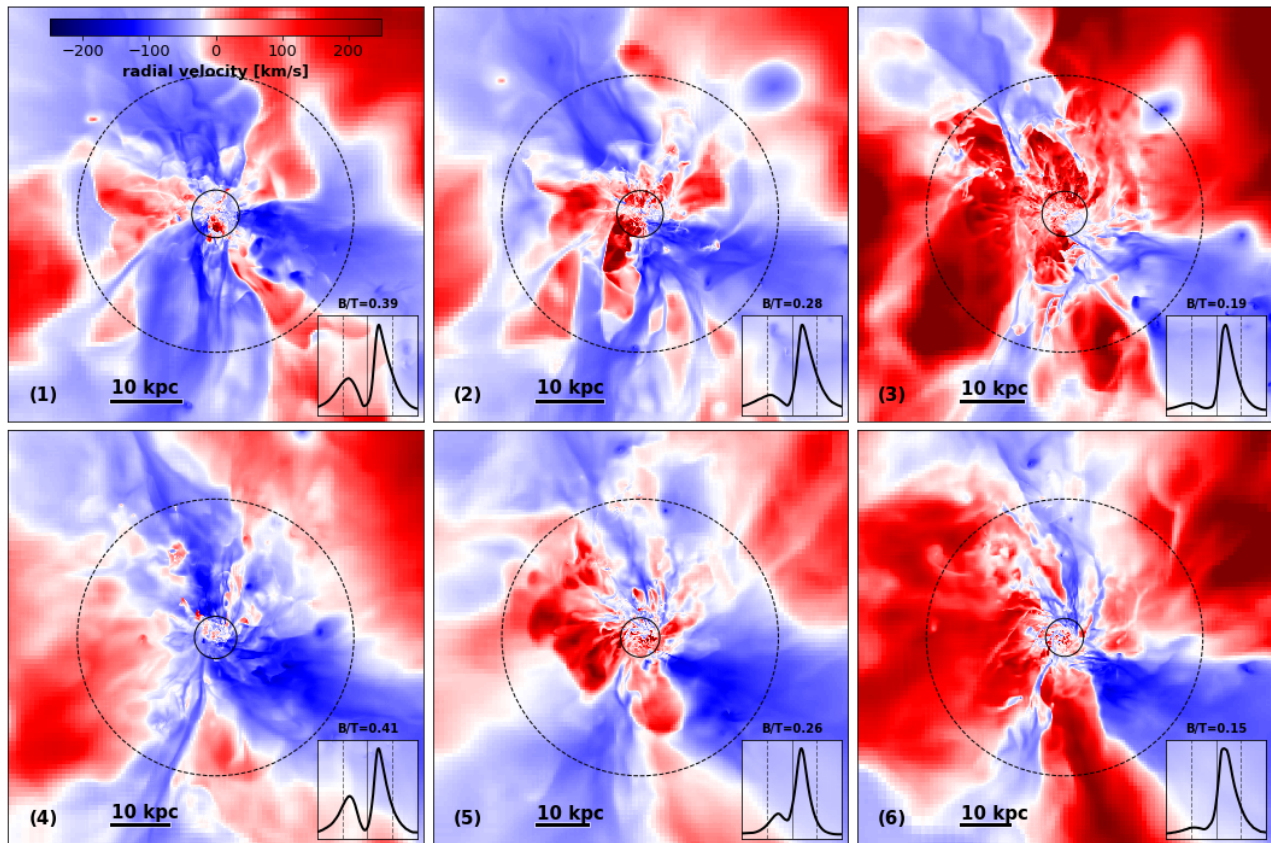 −200 −100 0 100 200
radial velocity [km/s]
B/T=0.39
(1)
10 kpc
B/T=0.28
(2)
10 kpc
B/T=0.19
(3)
10 kpc
B/T=0.41
(4)
10 kpc
B/T=0.26
(5)
10 kpc
B/T=0.15
(6)
10 kpc